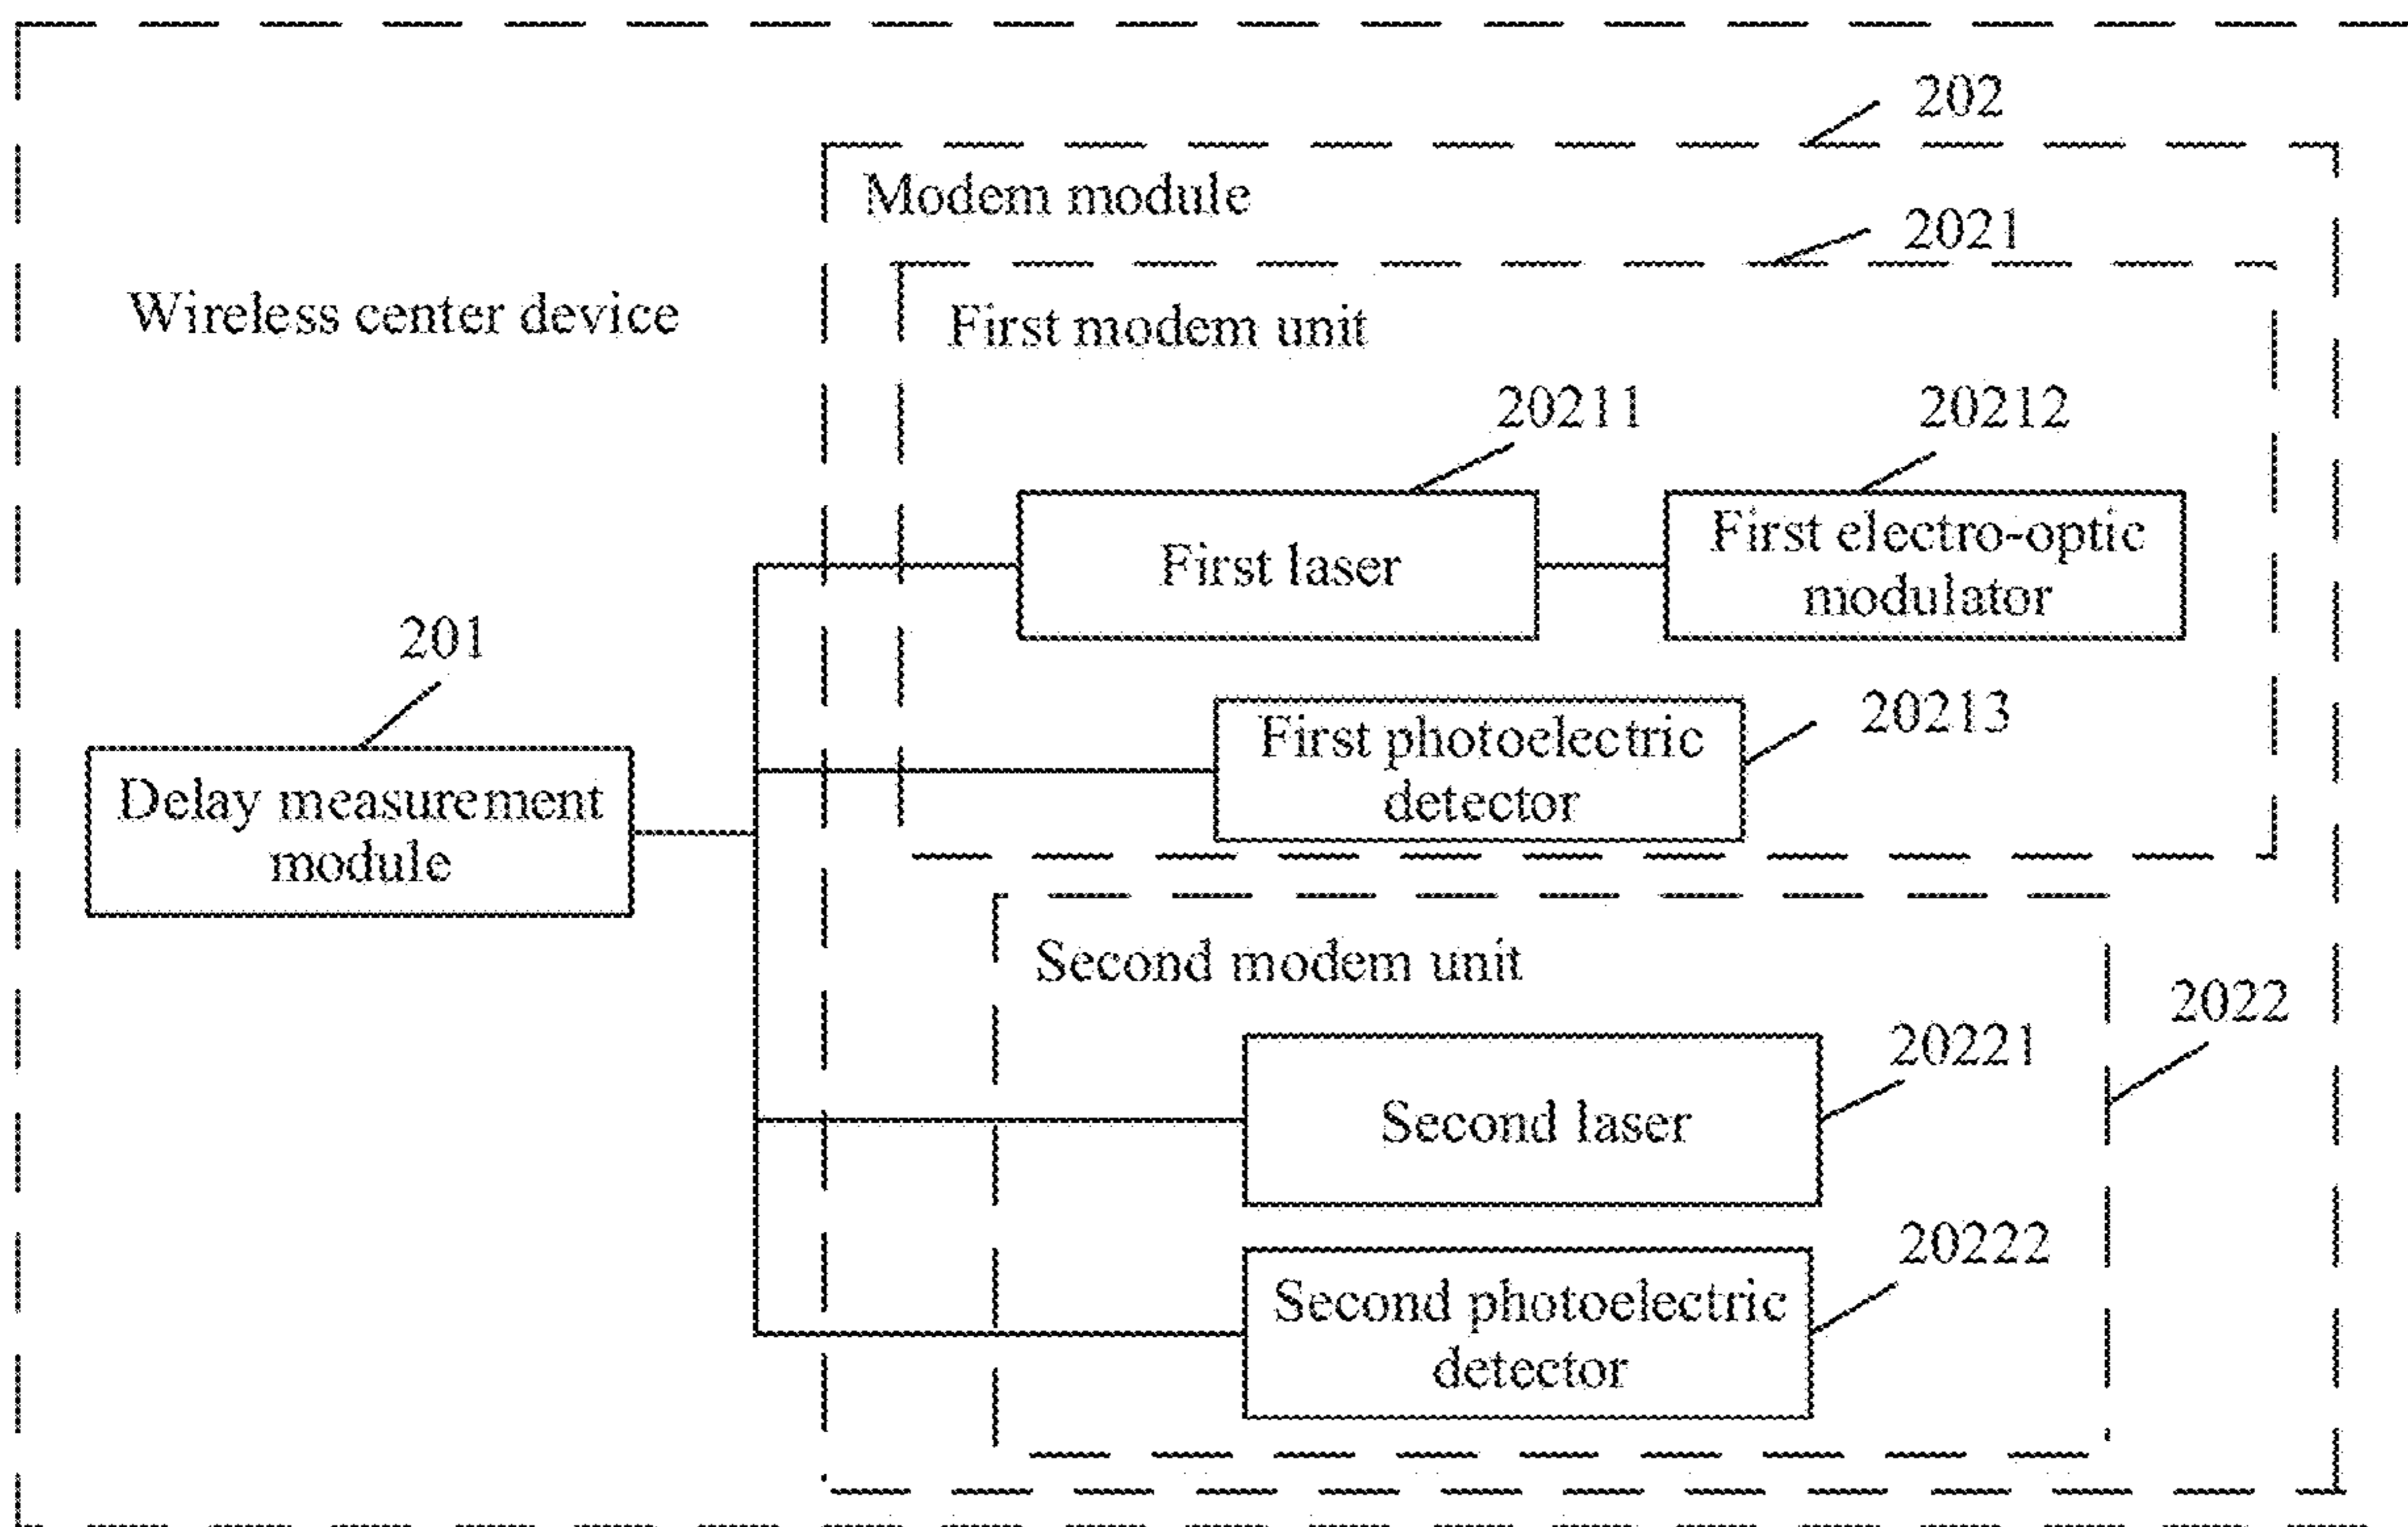 202
Modem module
2021
Wireless center device
First modem unit
20211
20212
First laser
First electro-optic
modulator
201
20213
First photoelectric
detector
Delay measurement
module
Second modem unit
2022
20221
Second laser
20222
Second photoelectric
detector